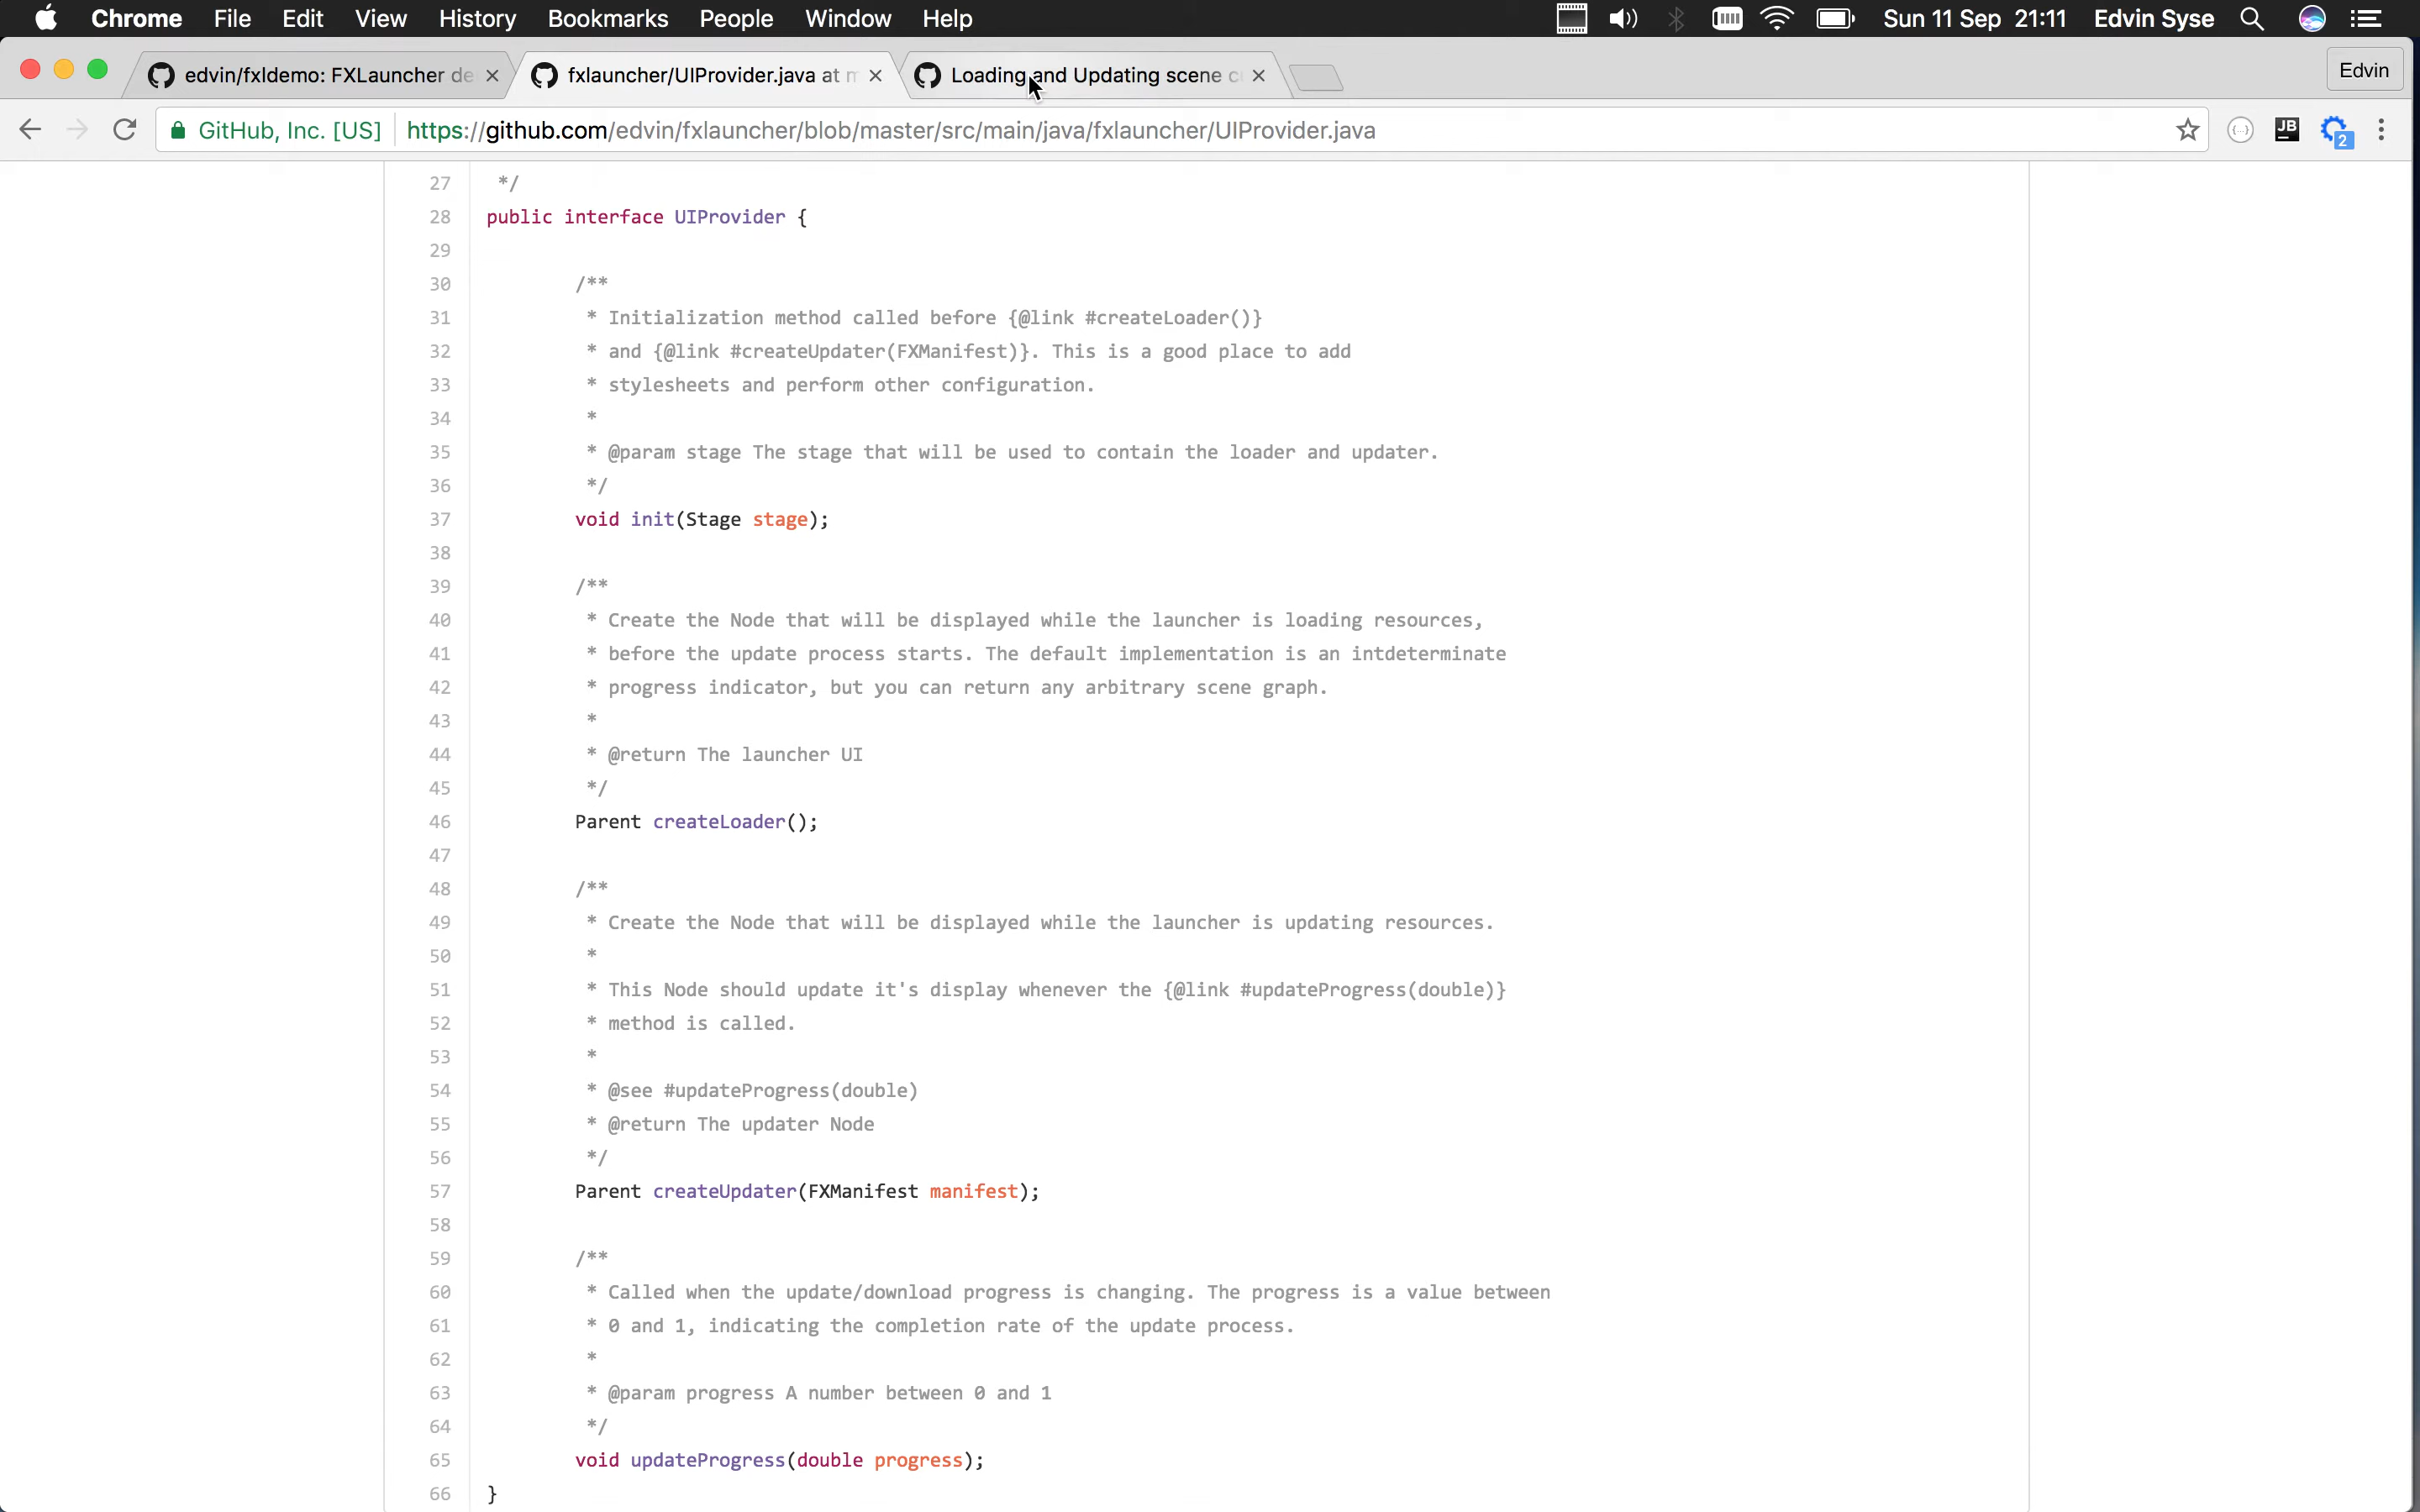 Chrome File Edit View History Bookmarks People Window Help Sun 11 Sep 21:11 Edvin Syse
edvin/fxldemo: FXLauncher de fxlauncher/UIProvider.java at m Loading and Updating scene c Edvin
GitHub, Inc. [US] https://github.com/edvin/fxlauncher/blob/master/src/main/java/fxlauncher/UIProvider.java JB 2
27 */
28 public interface UIProvider {
29
30 /**
31 * Initialization method called before {@link #createLoader()}
32 * and {@link #createUpdater(FXManifest)}. This is a good place to add
33 * stylesheets and perform other configuration.
34 *
35 * @param stage The stage that will be used to contain the loader and updater.
36 */
37 void init(Stage stage);
38
39 /**
40 * Create the Node that will be displayed while the launcher is loading resources,
41 * before the update process starts. The default implementation is an intdeterminate
42 * progress indicator, but you can return any arbitrary scene graph.
43 *
44 * @return The launcher UI
45 */
46 Parent createLoader();
47
48 /**
49 * Create the Node that will be displayed while the launcher is updating resources.
50 *
51 * This Node should update it's display whenever the {@link #updateProgress(double)}
52 * method is called.
53 *
54 * @see #updateProgress(double)
55 * @return The updater Node
56 */
57 Parent createUpdater(FXManifest manifest);
58
59 /**
60 * Called when the update/download progress is changing. The progress is a value between
61 * 0 and 1, indicating the completion rate of the update process.
62 *
63 * @param progress A number between 0 and 1
64 */
65 void updateProgress(double progress);
66 }